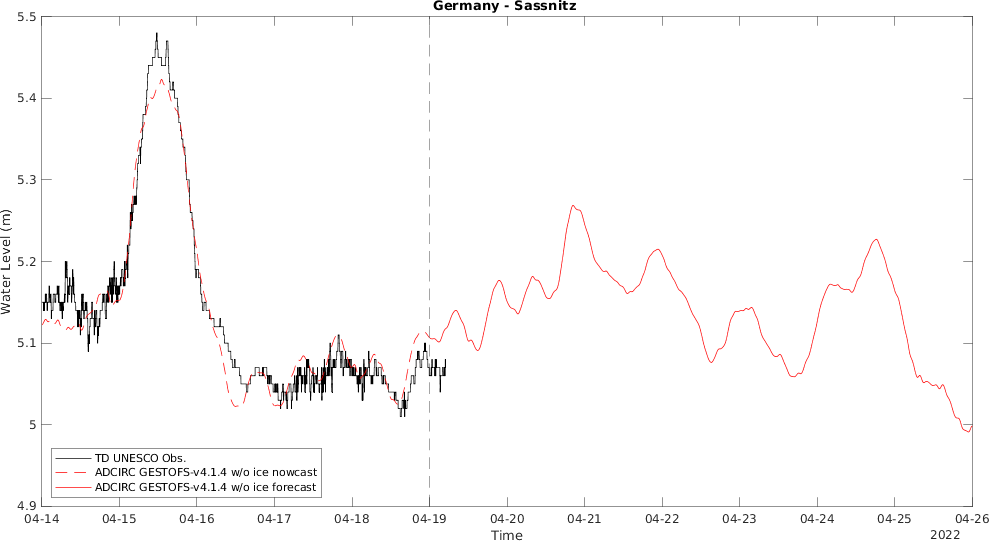 Germany - Sassnitz
5.5
5.4
5.3
5.2
5.1
5
4.9
Water Level (m)
TD UNESCO Obs.
ADCIRC GESTOFS-v4.1.4 w/o ice nowcast
ADCIRC GESTOFS-v4.1.4 w/o ice forecast
04-14 04-15 04-16 04-17 04-18 04-19 04-20 04-21 04-22 04-23 04-24 04-25 04-26
Time
2022